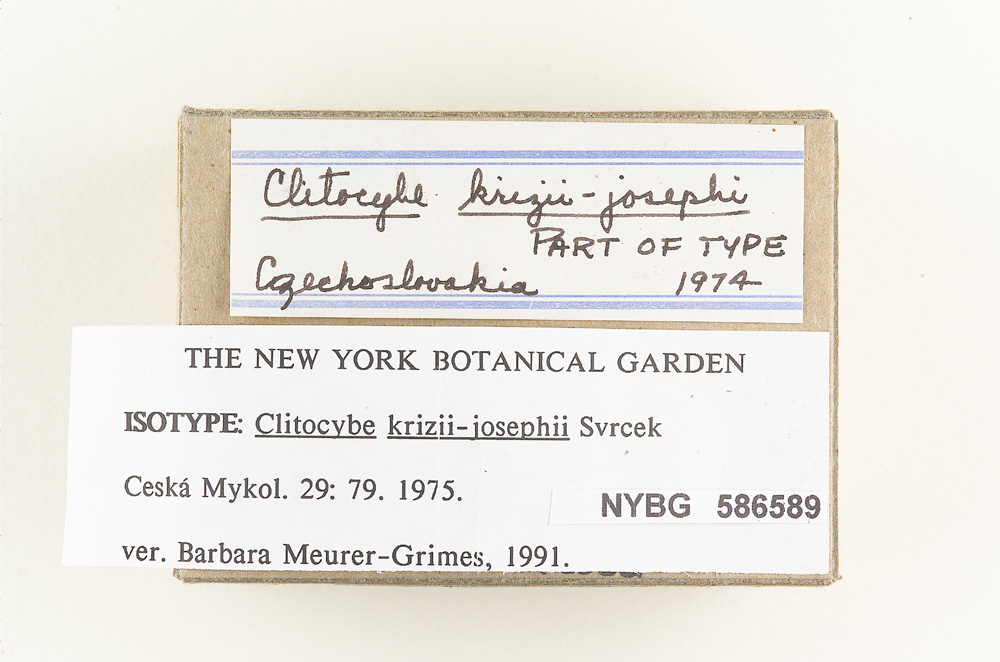 Clitocybe krizii-josephi
PART OF TYPE
Czechoslovakia 1974
THE NEW YORK BOTANICAL GARDEN
ISOTYPE: Clitocybe krizii-josephii Svrcek
Ceská Mykol. 29: 79. 1975.
NYBG 586589
ver. Barbara Meurer-Grimes, 1991.